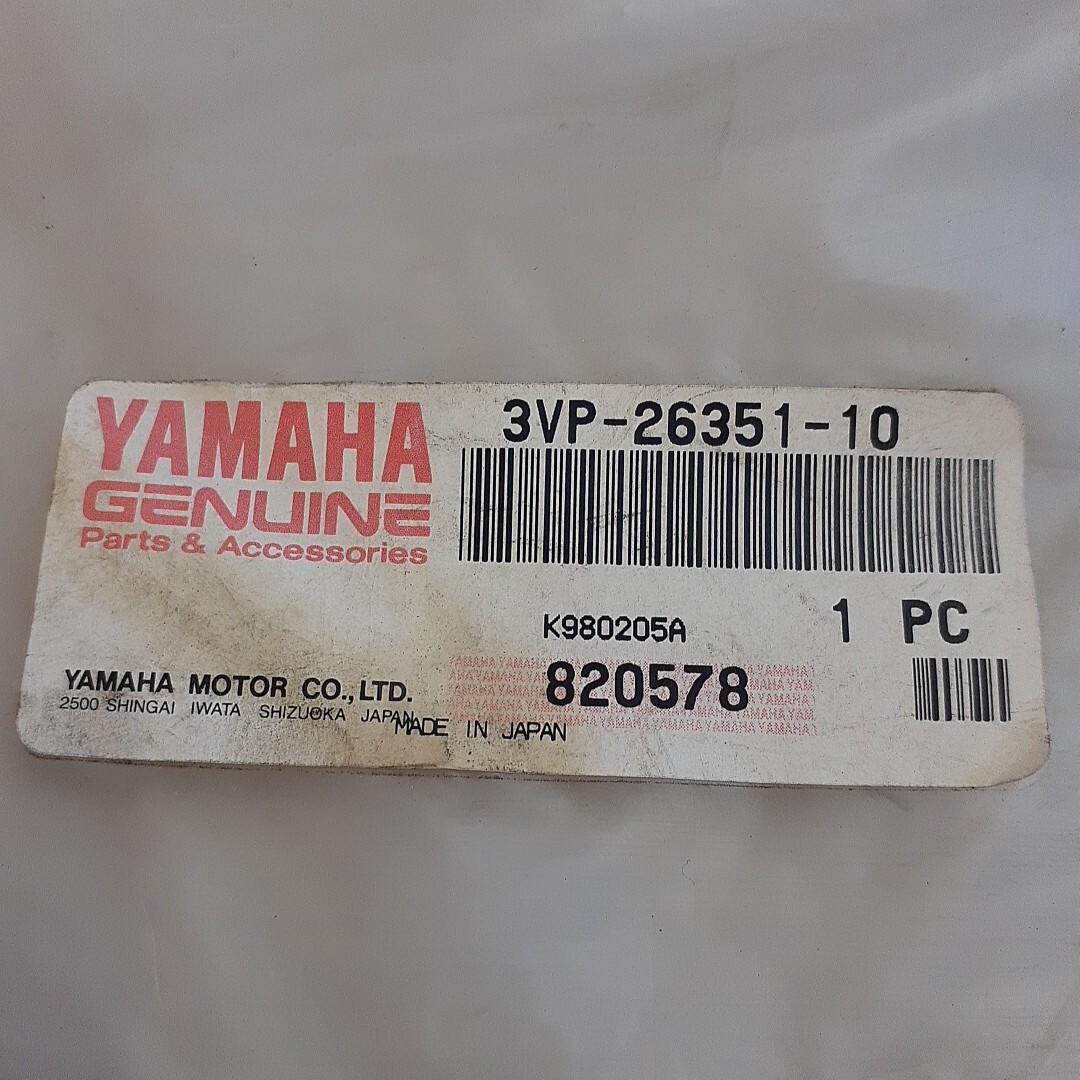 YAMAHA
GENUINE
Parts & Accessories
3VP-26351-10
K980205A
1 PC
820578
YAMAHA MOTOR CO., LTD.
2500 SHINGAI IWATA SHIZUOKA JAPAN
MADE IN JAPAN